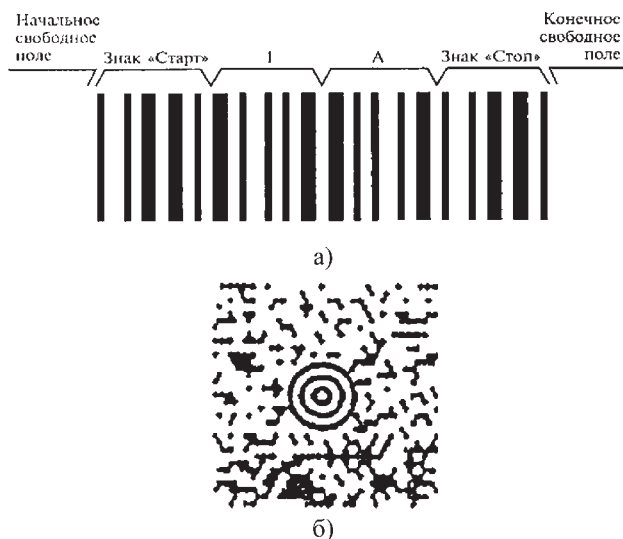 Начальное
свободное
поле
Знак «Старт»
1
А
Знак «Стоп»
Конечное
свободное
поле
а)
б)